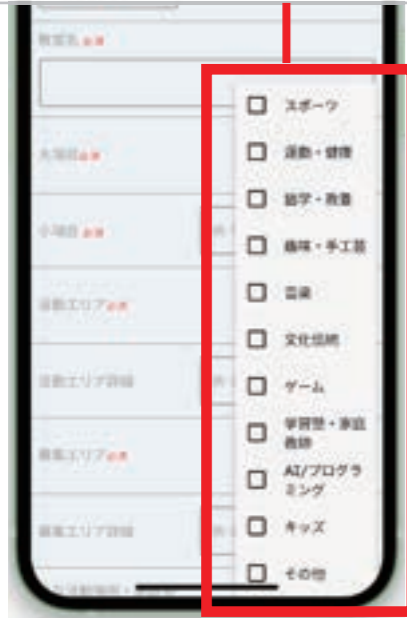 教室名 必須
大項目 必須
小項目 必須
活動エリア 必須
活動エリア詳細
募集エリア 必須
募集エリア詳細
スポーツ
運動・健康
語学・教養
趣味・手工芸
音楽
文化伝統
ゲーム
学習塾・家庭
教師
AI/プログラ
ミング
キッズ
その他